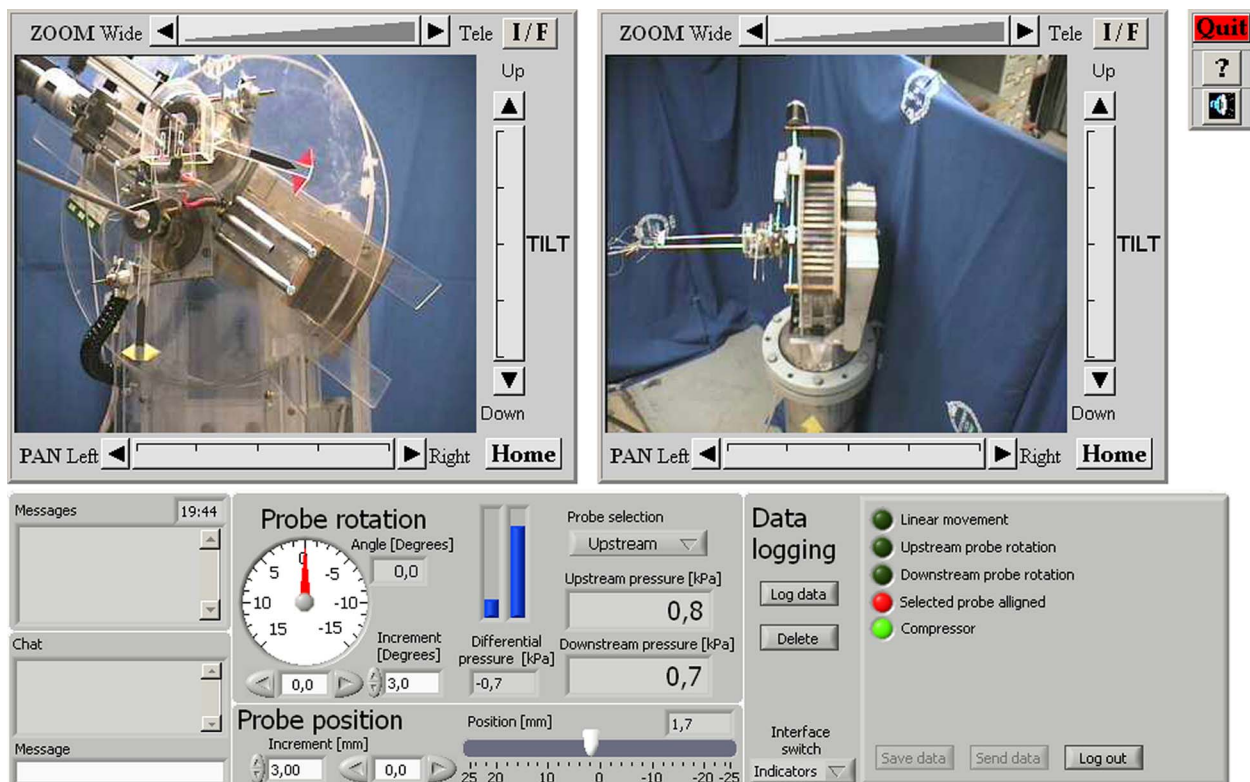 ZOOM Wide Tele I/F
Up
TILT
Down
PAN Left Right Home
ZOOM Wide Tele I/F
Up
TILT
Down
PAN Left Right Home
Quit
?
Messages 19:44
Chat
Message
Probe rotation
Angle [Degrees]
0,0
0
5 -5
10 -10
15 -15
Increment
[Degrees]
0,0 3,0
Differential
pressure [kPa]
-0,7
Probe selection
Upstream
Upstream pressure [kPa]
0,8
Downstream pressure [kPa]
0,7
Probe position
Increment [mm]
3,00 0,0
Position [mm] 1,7
25 20 10 0 -10 -20 -25
Data
logging
Log data
Delete
Interface
switch
Indicators
Linear movement
Upstream probe rotation
Downstream probe rotation
Selected probe alligned
Compressor
Save data Send data Log out